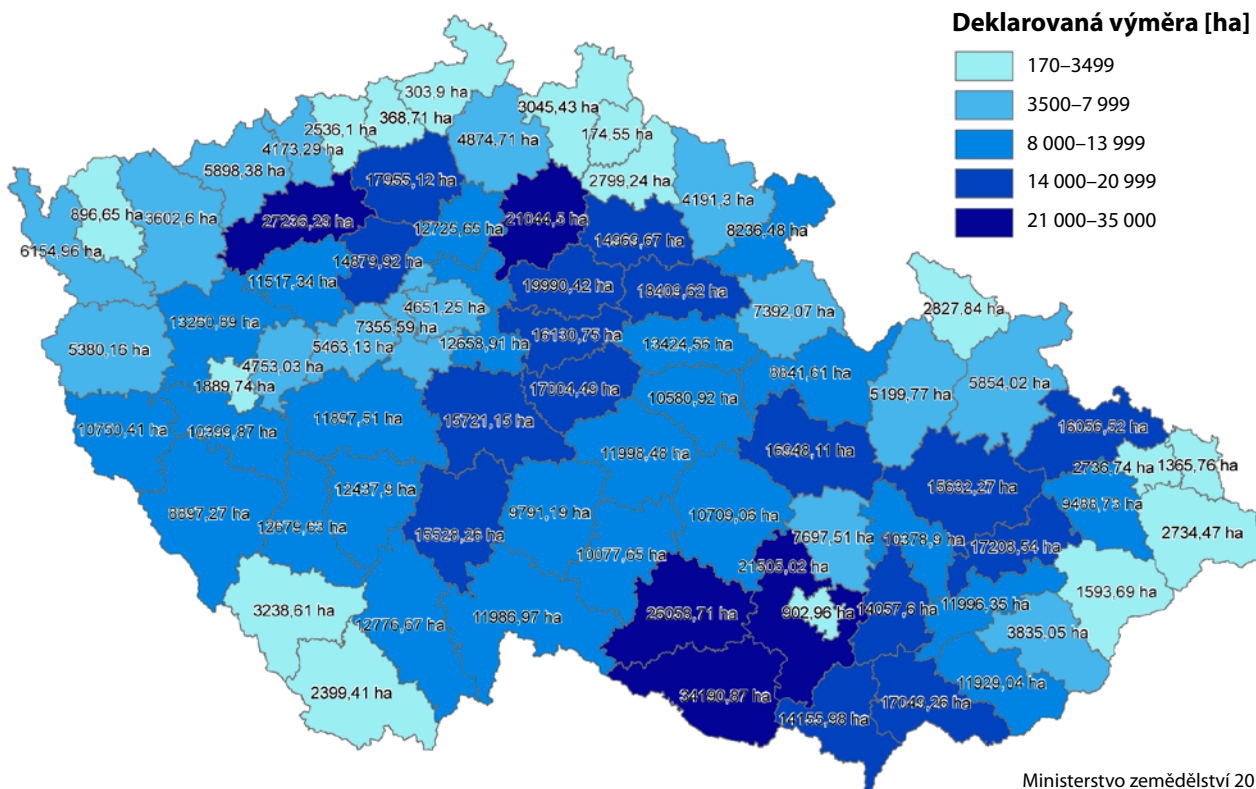 Deklarovaná výměra [ha]
170–3499
3500–7 999
8 000–13 999
14 000–20 999
21 000–35 000
303,9 ha
368,71 ha
2536,1 ha
4173,29 ha
5898,38 ha
3045,43 ha
174,55 ha
4874,71 ha
2799,24 ha
17955,12 ha
4191,3 ha
896,65 ha
3602,6 ha
27236,29 ha
12725,65 ha
21044,5 ha
14969,67 ha
8236,48 ha
6154,96 ha
14879,92 ha
11517,34 ha
19990,42 ha
18409,62 ha
2827,84 ha
4651,25 ha
7392,07 ha
13260,69 ha
7355,59 ha
16130,75 ha
5380,16 ha
5463,13 ha
12658,91 ha
13424,56 ha
4753,03 ha
8841,61 ha
1889,74 ha
17004,49 ha
5199,77 ha
5854,02 ha
10580,92 ha
11897,51 ha
15721,15 ha
10750,41 ha
10399,87 ha
16056,52 ha
11998,48 ha
16948,11 ha
2736,74 ha
1365,76 ha
12437,9 ha
15632,27 ha
9488,73 ha
8897,27 ha
9791,19 ha
10709,06 ha
12679,63 ha
15528,26 ha
7697,51 ha
10378,9 ha
2734,47 ha
17208,54 ha
10077,65 ha
21505,02 ha
1593,69 ha
3238,61 ha
11986,97 ha
26053,71 ha
902,96 ha
14057,6 ha
11996,35 ha
12776,67 ha
3835,05 ha
2399,41 ha
34190,87 ha
11929,04 ha
17049,26 ha
14155,98 ha
Ministerstvo zemědělství 20